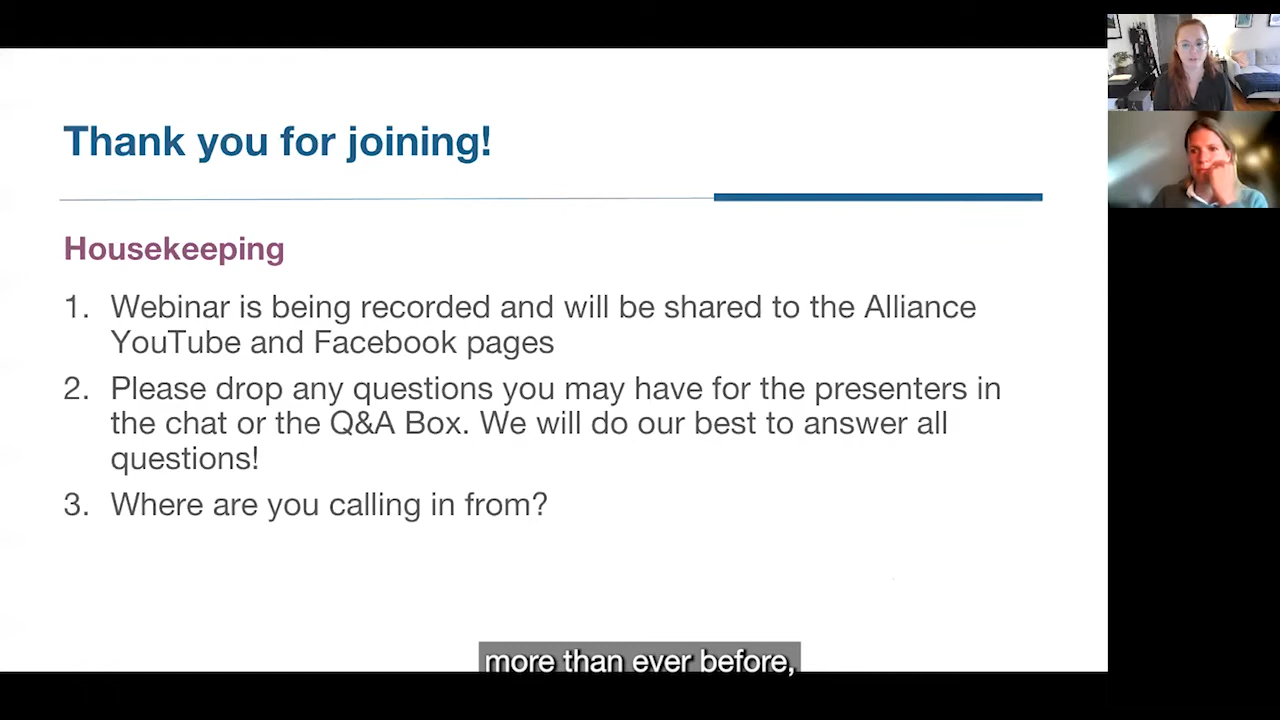 Thank you for joining!
Housekeeping
1. Webinar is being recorded and will be shared to the Alliance
YouTube and Facebook pages
2. Please drop any questions you may have for the presenters in
the chat or the Q&A Box. We will do our best to answer all
questions!
3. Where are you calling in from?
more than ever before,